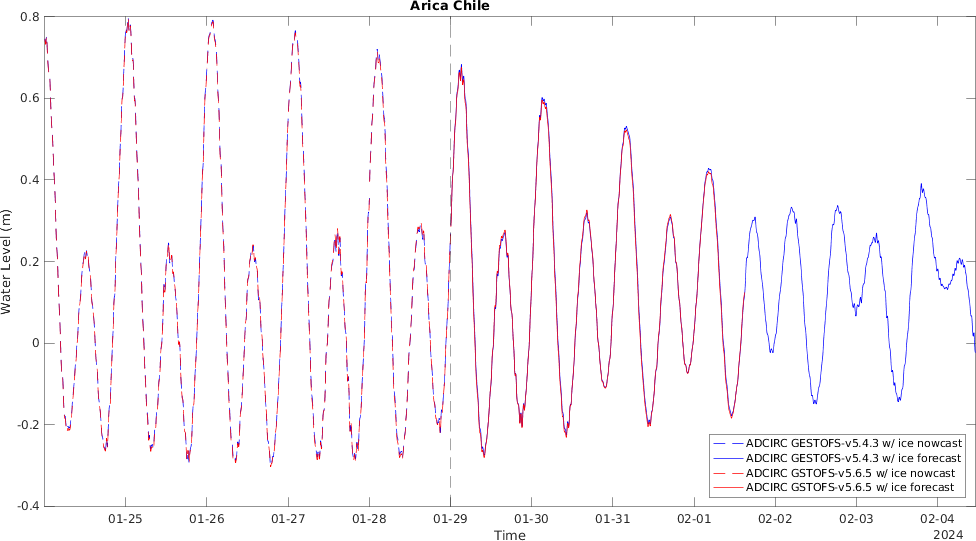 Arica Chile
0.8
0.6
0.4
0.2
0
-0.2
-0.4
Water Level (m)
01-25 01-26 01-27 01-28 01-29 01-30 01-31 02-01 02-02 02-03 02-04
Time
2024
ADCIRC GESTOFS-v5.4.3 w/ ice nowcast
ADCIRC GESTOFS-v5.4.3 w/ ice forecast
ADCIRC GSTOFS-v5.6.5 w/ ice nowcast
ADCIRC GSTOFS-v5.6.5 w/ ice forecast